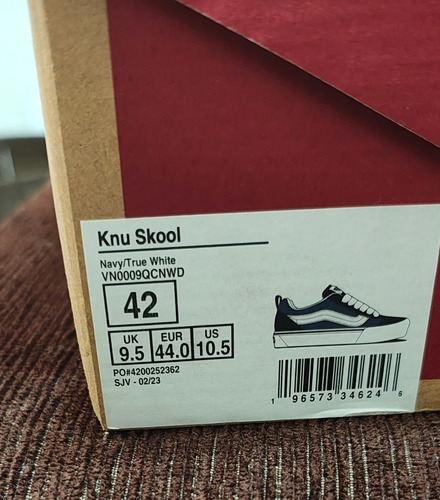 Knu Skool
Navy/True White
VN0009QCNWD
42
UK EUR US
9.5 44.0 10.5
PO#4200252362
SJV - 02/23
1 96573 34624 6